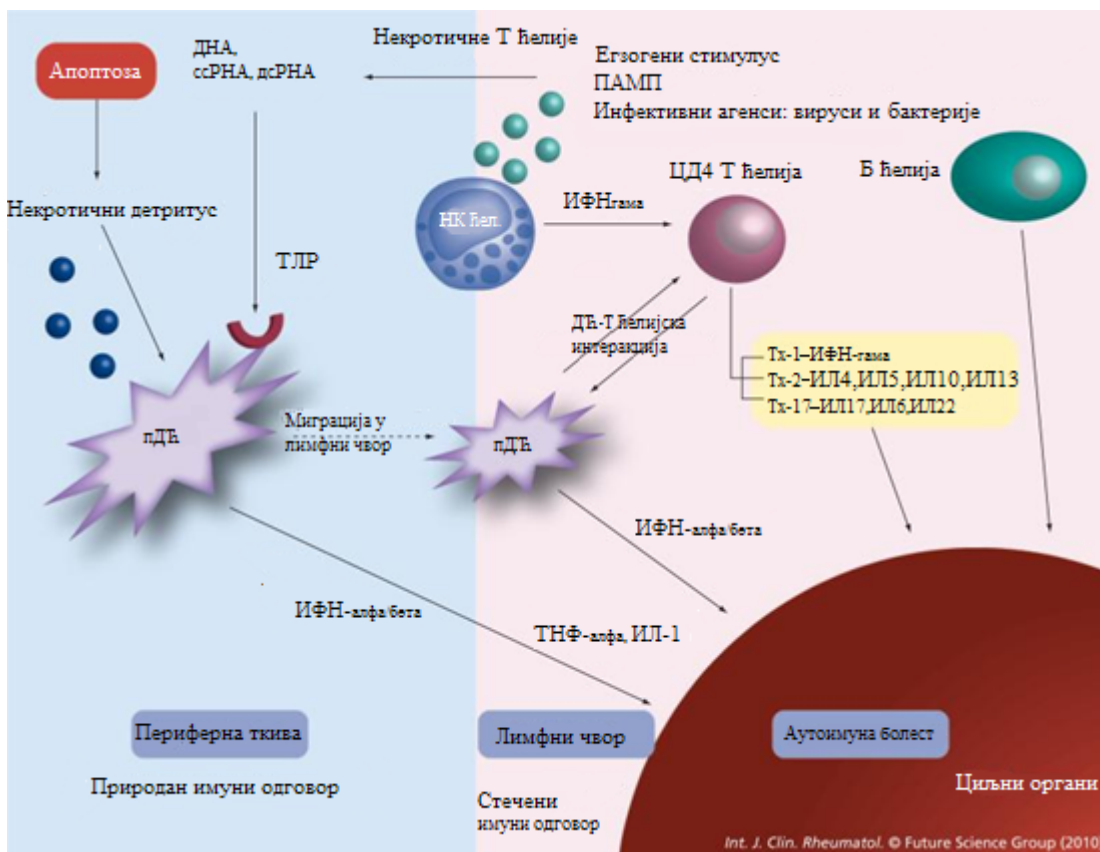 Апоптоза
ДНА,
ссРНА, дсРНА
Некротичне Т ћелије
Егзогени стимулус
ПАМП
Инфективни агенси: вируси и бактерије
Некротични детритус
ТЛР
НК ћел.
ИФНгама
ЦД4 Т ћелија
Б ћелија
ДЋ-Т ћелијска
интеракција
Тх-1–ИФН-гама
Тх-2–ИЛ4,ИЛ5,ИЛ10,ИЛ13
Тх-17–ИЛ17,ИЛ6,ИЛ22
пДЋ
Миграција у
лимфни чвор
пДЋ
ИФН-алфа/бета
ИФН-алфа/бета
ТНФ-алфа, ИЛ-1
Периферна ткива
Природан имуни одговор
Лимфни чвор
Стечени
имуни одговор
Аутоимуна болест
Циљни органи
Int. J. Clin. Rheumatol. © Future Science Group (2010)